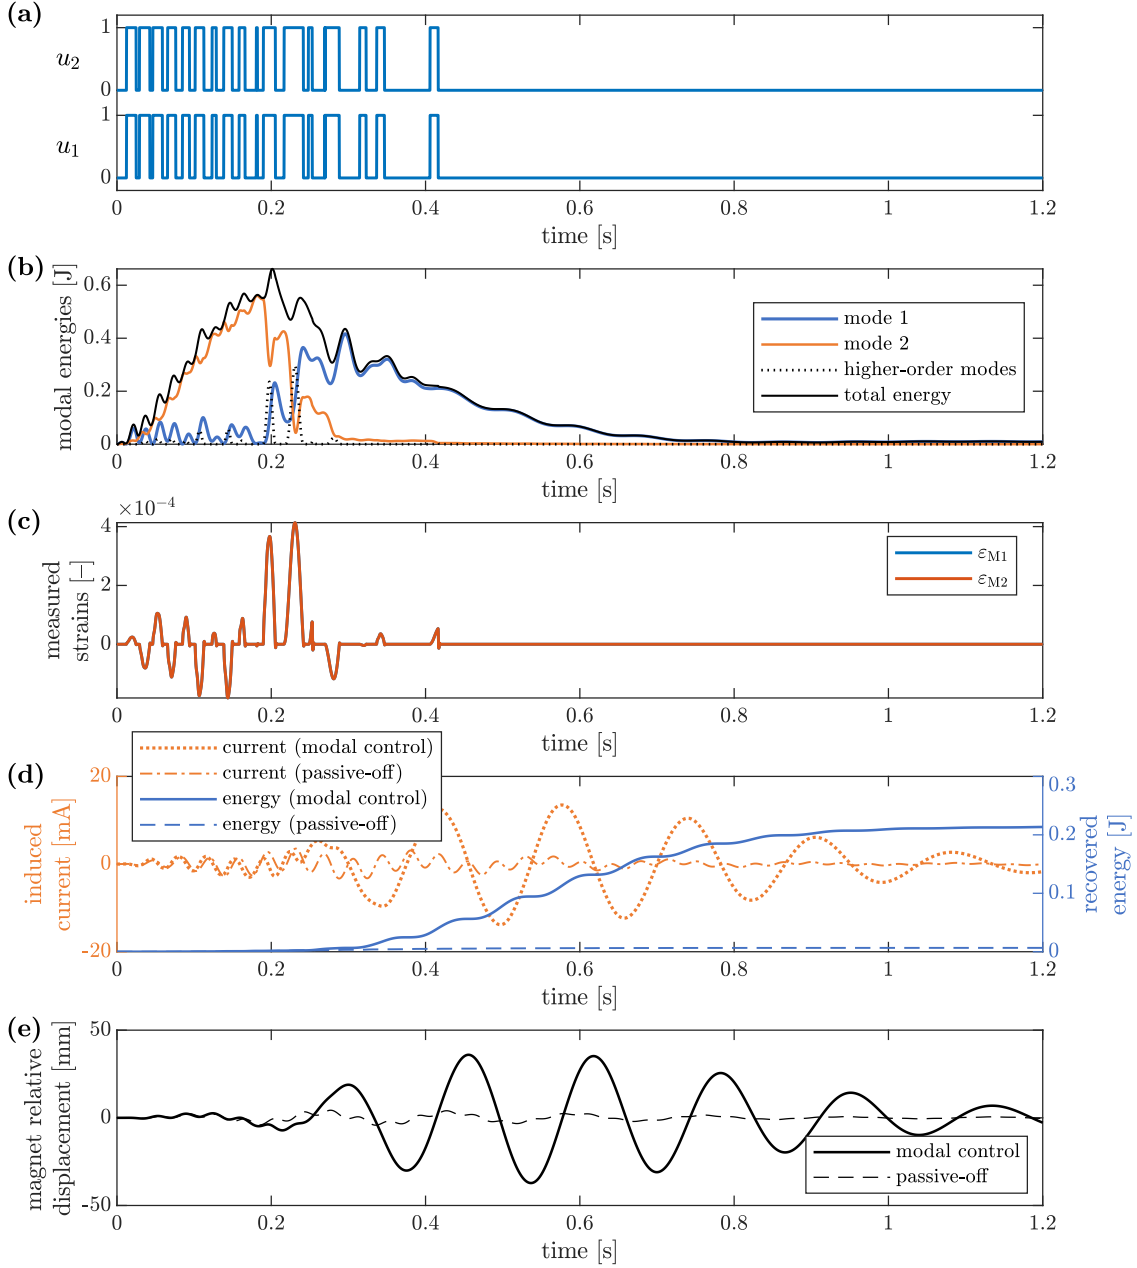 (a)
1
u₂
0
1
u₁
0
0 0.2 0.4 0.6 0.8 1 1.2
time [s]
(b)
modal energies [J]
0.6
0.4
0.2
0
mode 1
mode 2
higher-order modes
total energy
0 0.2 0.4 0.6 0.8 1 1.2
time [s]
(c)
×10⁻⁴
measured
strains [−]
4
2
0
ε_M1
ε_M2
0 0.2 0.4 0.6 0.8 1 1.2
time [s]
(d)
current (modal control)
current (passive-off)
energy (modal control)
energy (passive-off)
induced
current [mA]
20
0
-20
0.3
0.2
0.1
0
recovered
energy [J]
0 0.2 0.4 0.6 0.8 1 1.2
time [s]
(e)
magnet relative
displacement [mm]
50
0
-50
modal control
passive-off
0 0.2 0.4 0.6 0.8 1 1.2
time [s]